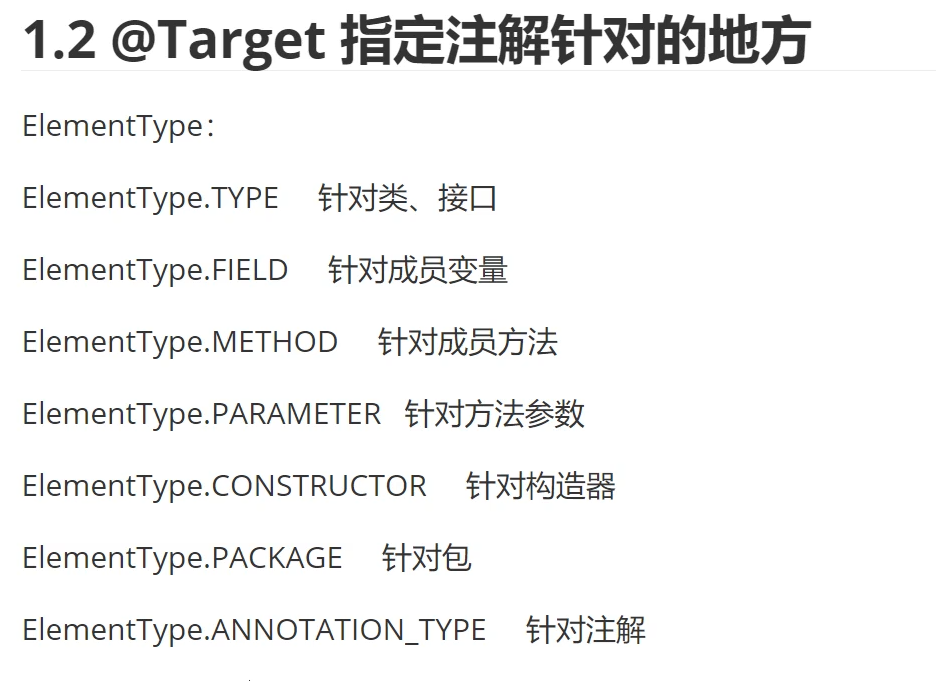 1.2 @Target 指定注解针对的地方
ElementType：
ElementType.TYPE 针对类、接口
ElementType.FIELD 针对成员变量
ElementType.METHOD 针对成员方法
ElementType.PARAMETER 针对方法参数
ElementType.CONSTRUCTOR 针对构造器
ElementType.PACKAGE 针对包
ElementType.ANNOTATION_TYPE 针对注解